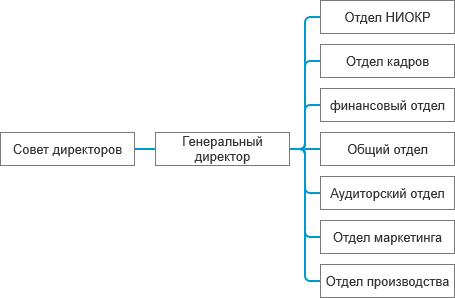 Совет директоров
Генеральный
директор
Отдел НИОКР
Отдел кадров
финансовый отдел
Общий отдел
Аудиторский отдел
Отдел маркетинга
Отдел производства